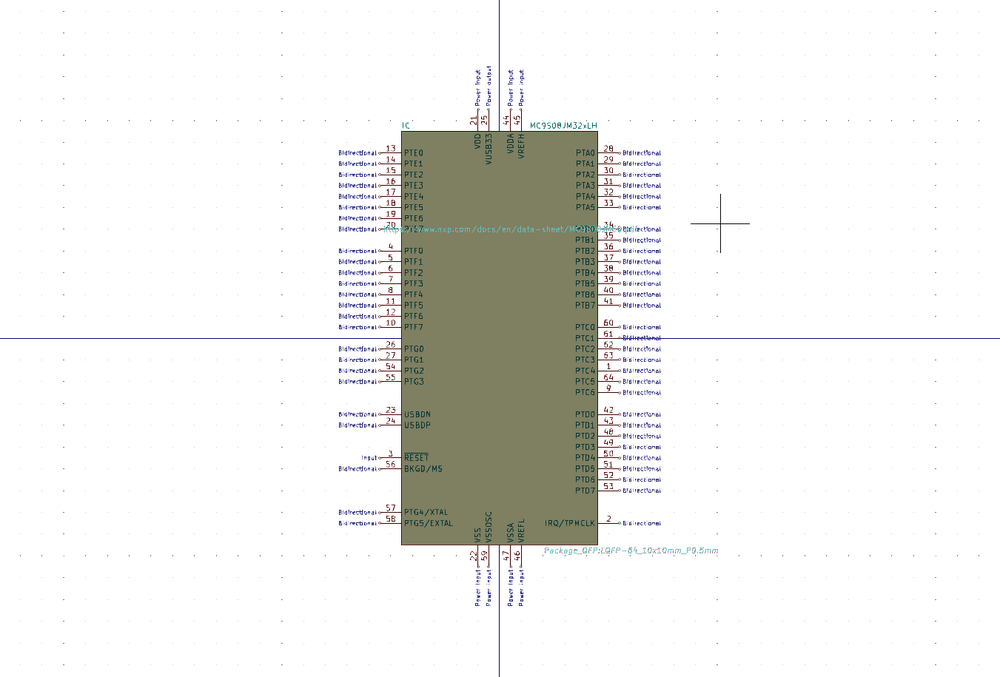 Power input
Power output
Power input
Power input
21
25
44
45
IC
MC9S08JM32xLH
VDD
VUSB33
VDDA
VREFH
Bidirectional 13 PTE0
Bidirectional 14 PTE1
Bidirectional 15 PTE2
Bidirectional 16 PTE3
Bidirectional 17 PTE4
Bidirectional 18 PTE5
Bidirectional 19 PTE6
Bidirectional 20 PTE7
https://www.nxp.com/docs/en/data-sheet/
Bidirectional 4 PTF0
Bidirectional 5 PTF1
Bidirectional 6 PTF2
Bidirectional 7 PTF3
Bidirectional 8 PTF4
Bidirectional 11 PTF5
Bidirectional 12 PTF6
Bidirectional 10 PTF7
Bidirectional 26 PTG0
Bidirectional 27 PTG1
Bidirectional 54 PTG2
Bidirectional 55 PTG3
Bidirectional 23 USBDN
Bidirectional 24 USBDP
Input 3 RESET
Bidirectional 56 BKGD/MS
Bidirectional 57 PTG4/XTAL
Bidirectional 58 PTG5/EXTAL
PTA0 28 Bidirectional
PTA1 29 Bidirectional
PTA2 30 Bidirectional
PTA3 31 Bidirectional
PTA4 32 Bidirectional
PTA5 33 Bidirectional
PTB0 34 Bidirectional
PTB1 35 Bidirectional
PTB2 36 Bidirectional
PTB3 37 Bidirectional
PTB4 38 Bidirectional
PTB5 39 Bidirectional
PTB6 40 Bidirectional
PTB7 41 Bidirectional
PTC0 60 Bidirectional
PTC1 61 Bidirectional
PTC2 62 Bidirectional
PTC3 63 Bidirectional
PTC4 1 Bidirectional
PTC5 64 Bidirectional
PTC6 9 Bidirectional
PTD0 42 Bidirectional
PTD1 43 Bidirectional
PTD2 48 Bidirectional
PTD3 49 Bidirectional
PTD4 50 Bidirectional
PTD5 51 Bidirectional
PTD6 52 Bidirectional
PTD7 53 Bidirectional
IRQ/TPMCLK 2 Bidirectional
VSS
VSSOSC
VSSA
VREFL
Package_QFP:LQFP-64_10x10mm_P0.5mm
22
59
47
46
Power input
Power input
Power input
Power input